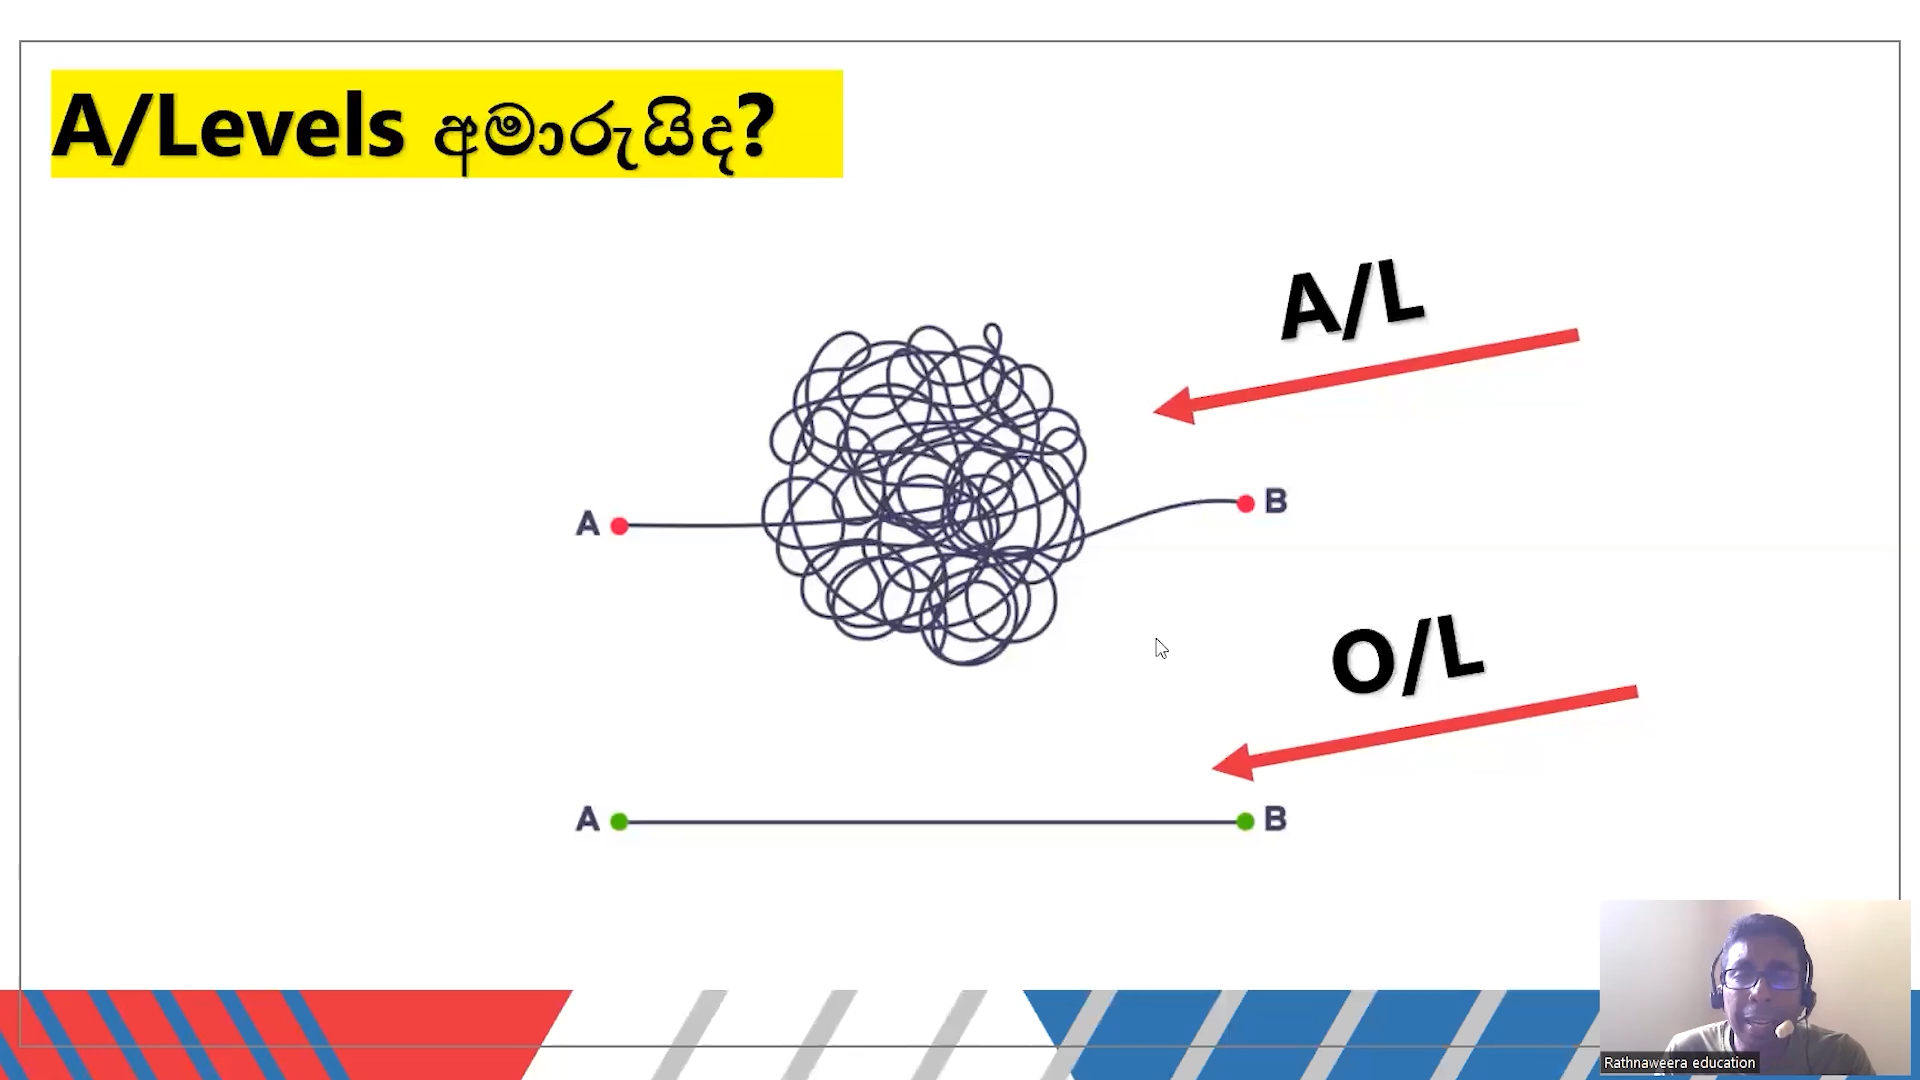 A/Levels අමාරුයිද?
A/L
A
B
O/L
A
B
Rathnaweera education